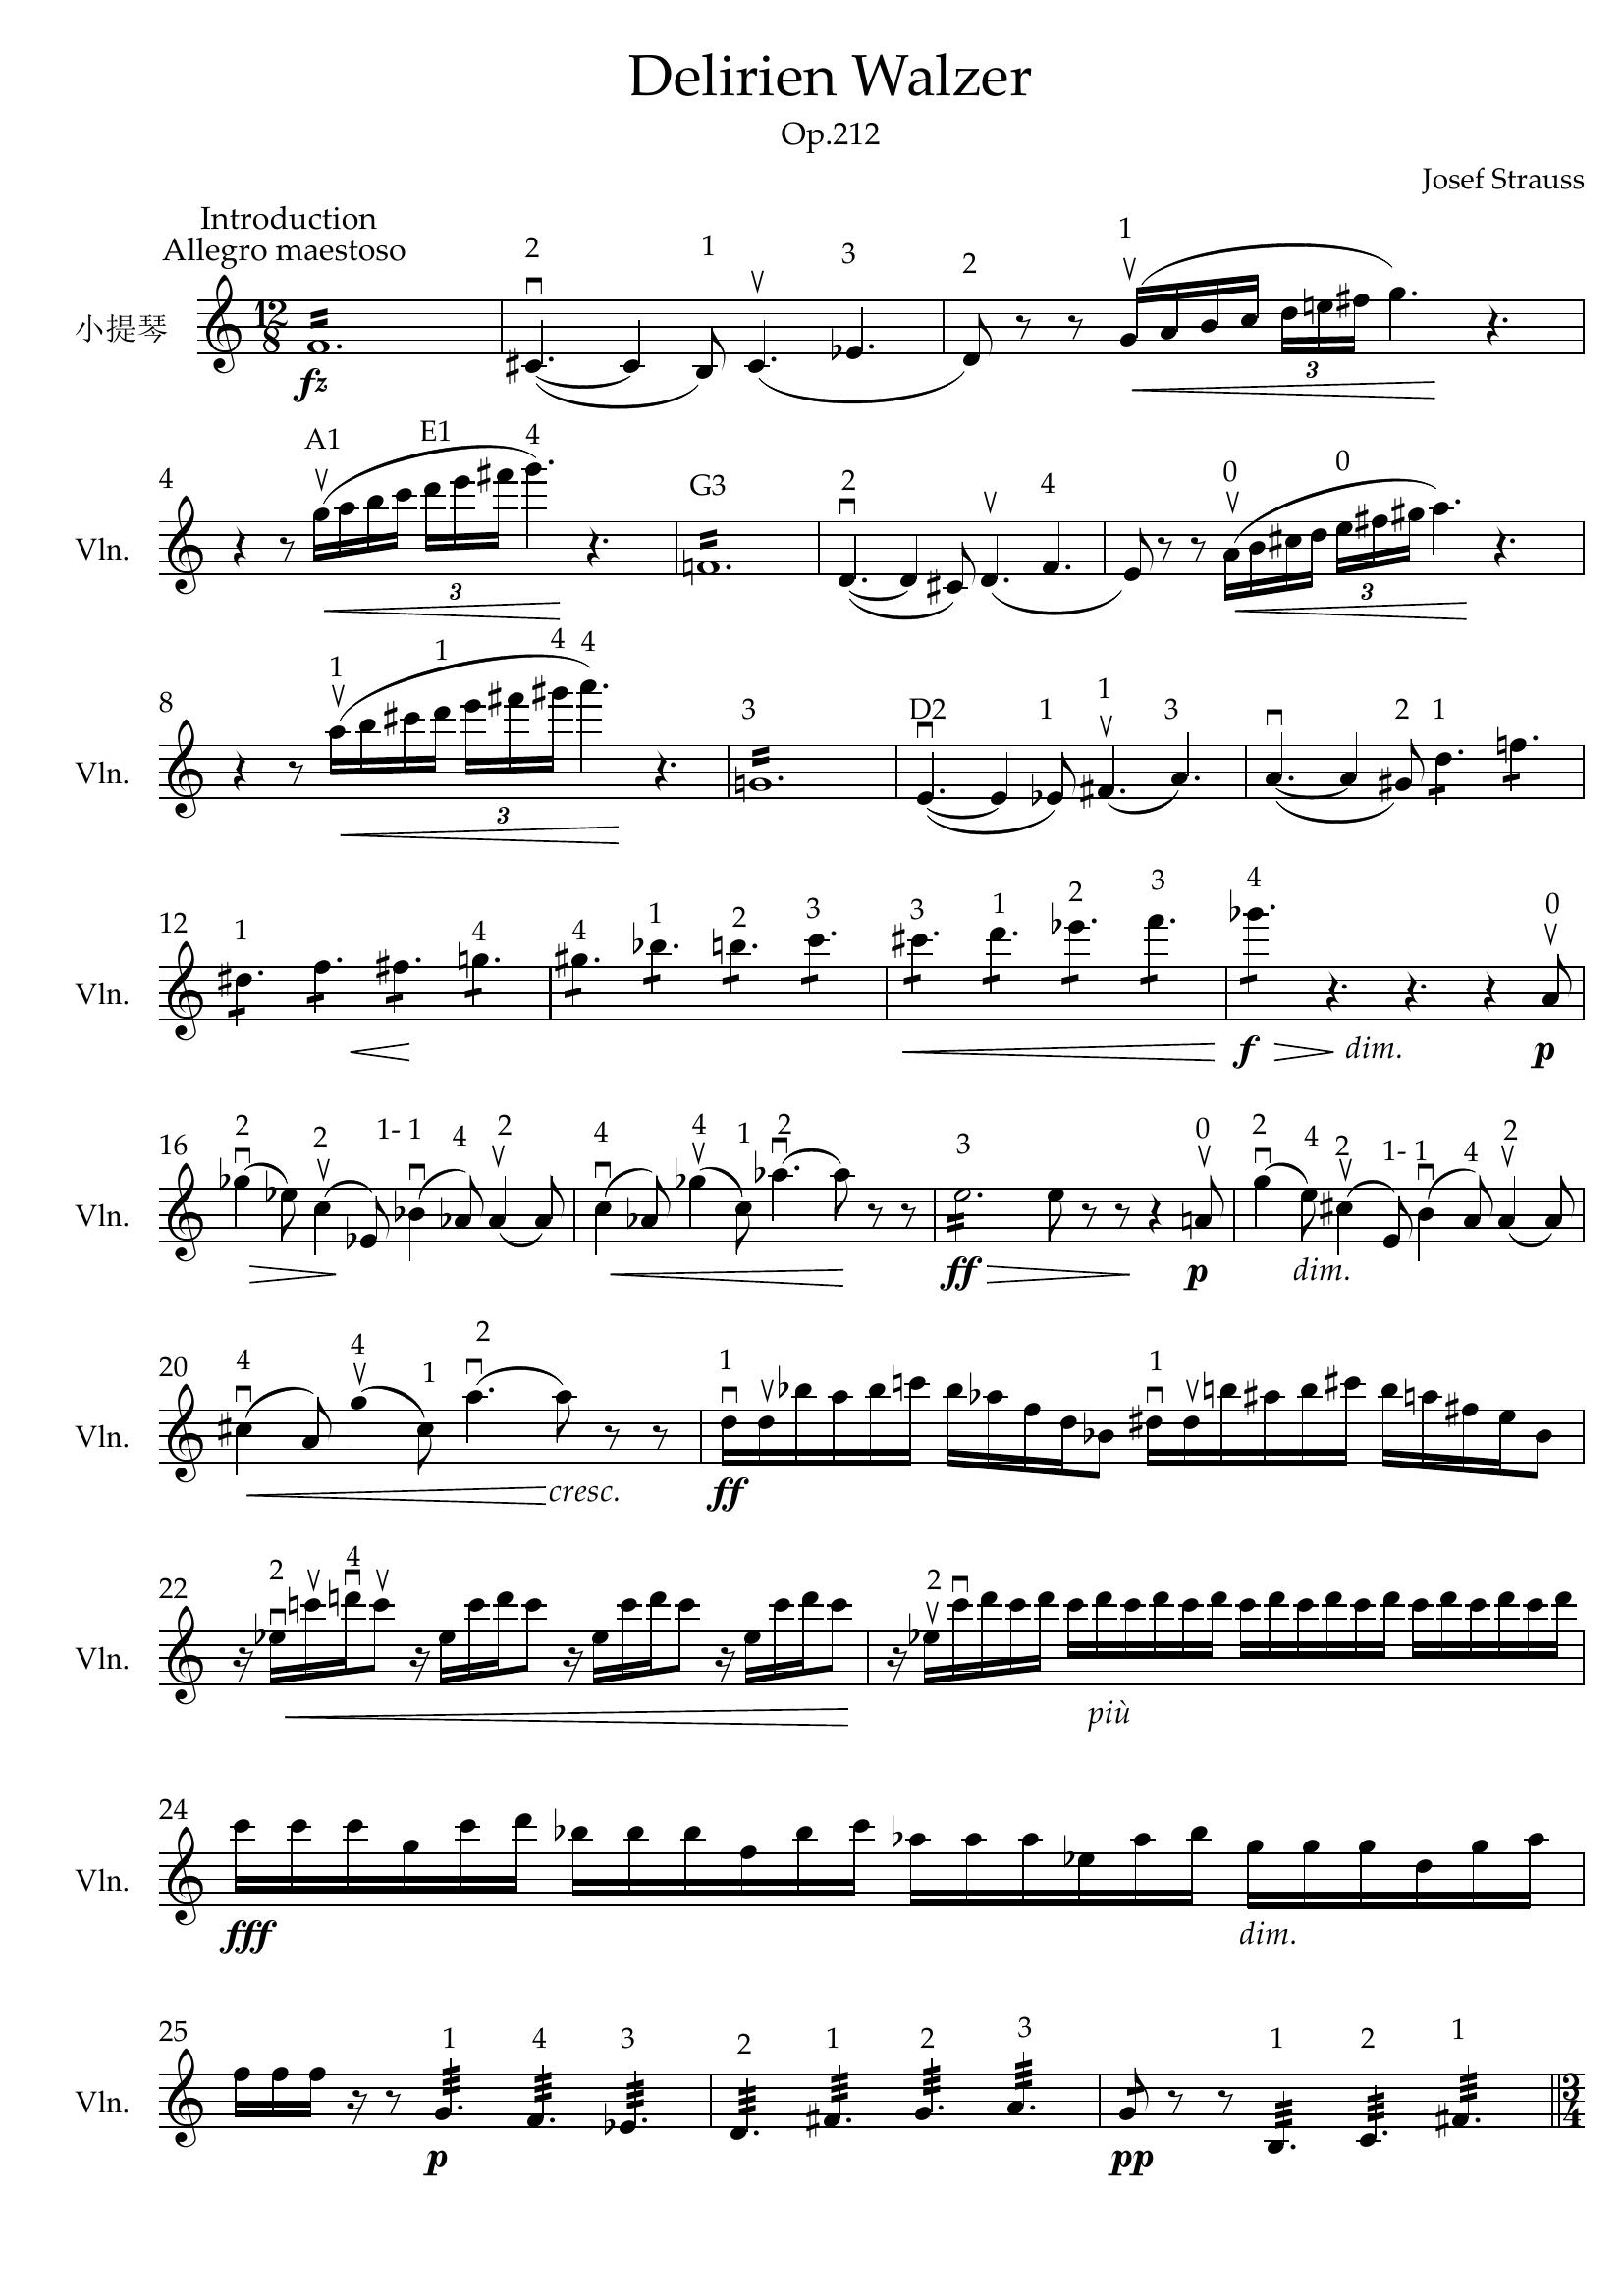 Delirien Walzer
Op.212
Josef Strauss
Introduction
Allegro maestoso
2 1 3 2 1
小提琴 12 8
fz 3
4 A1 E1 4 G3 2 4 0 0
Vln.
3 3
8 1 1 4 4 3 D2 1 1 3 2 1
Vln.
3
12 1 4 4 1 2 3 3 1 2 3 4 0
Vln.
f dim. p
16 2 2 1- 1 4 2 4 4 1 2 3 0 2 4 2 1- 1 4 2
Vln.
ff p dim.
20 4 4 1 2 1 1
Vln.
cresc. ff
22 2 4 2
Vln.
più
24
Vln.
fff dim.
25 1 4 3 2 1 2 3 1 2 1
Vln. 3 4
p pp